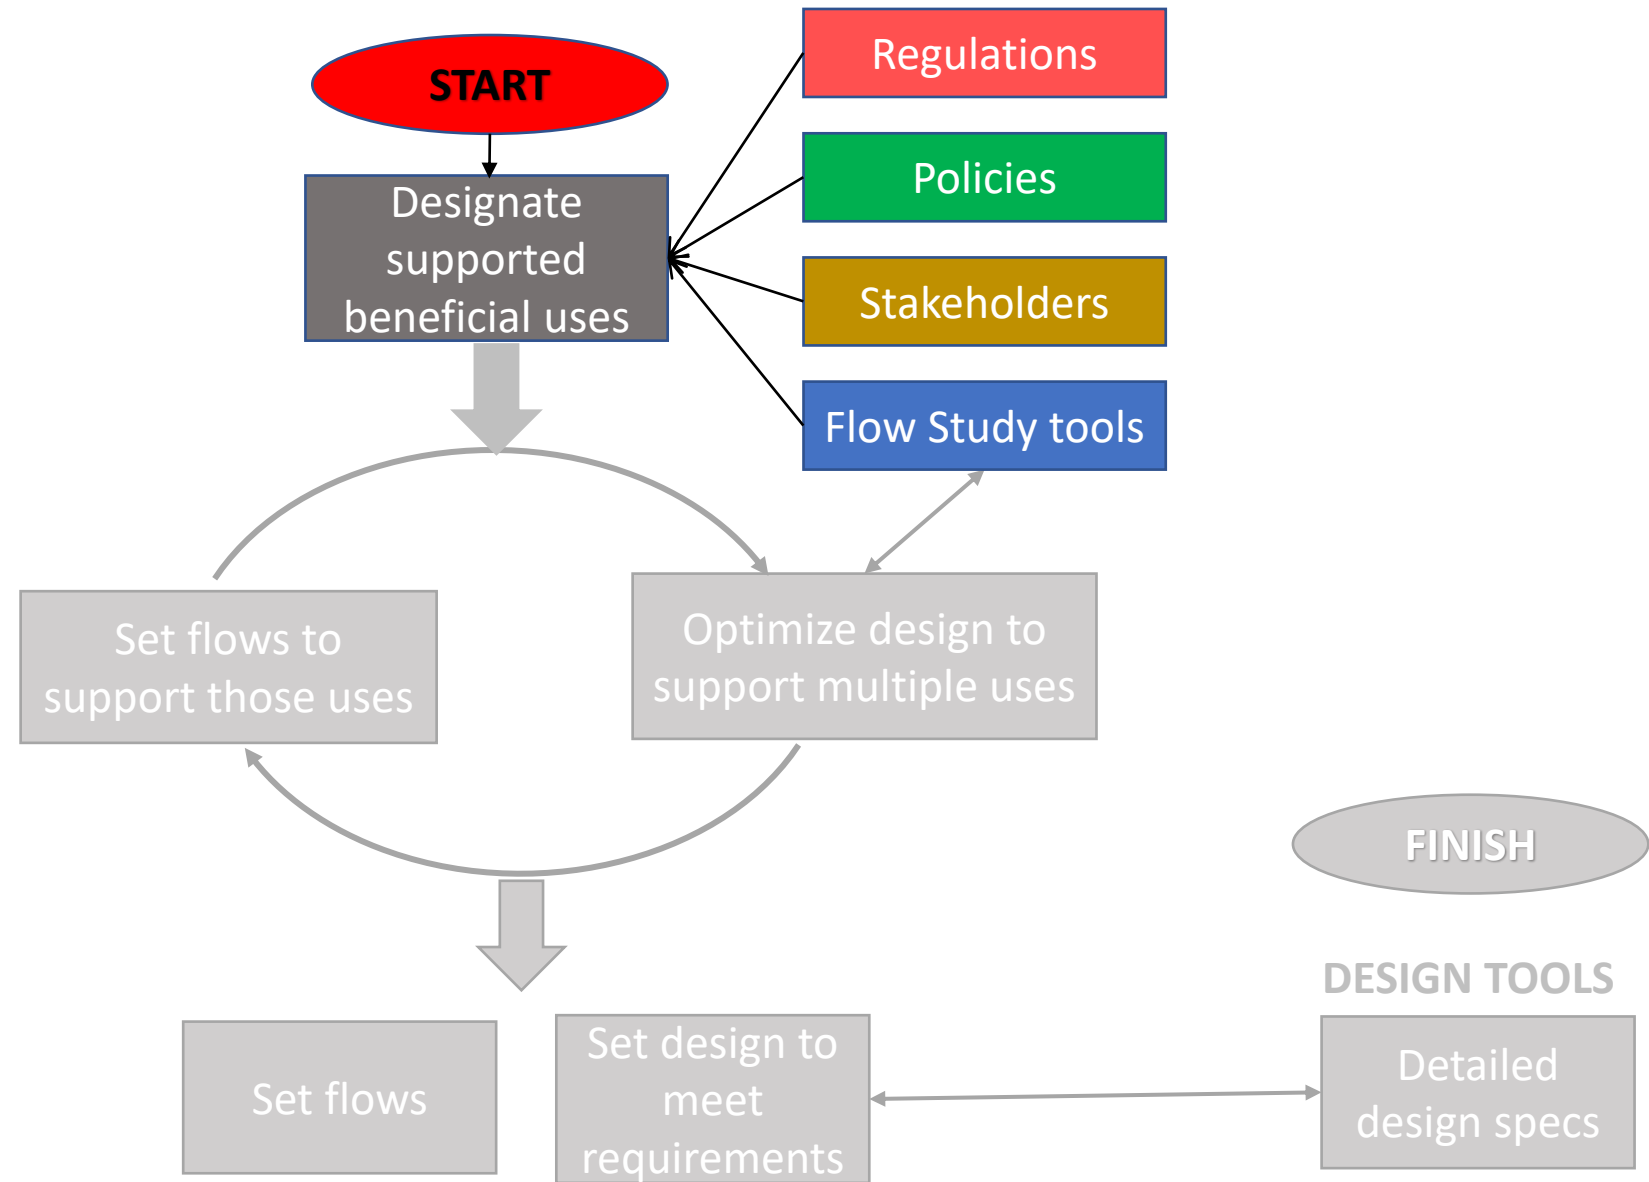 START
Regulations
Policies
Stakeholders
Flow Study tools
Designate
supported
beneficial uses
Set flows to
support those uses
Optimize design to
support multiple uses
FINISH
DESIGN TOOLS
Set flows
Set design to
meet
requirements
Detailed
design specs